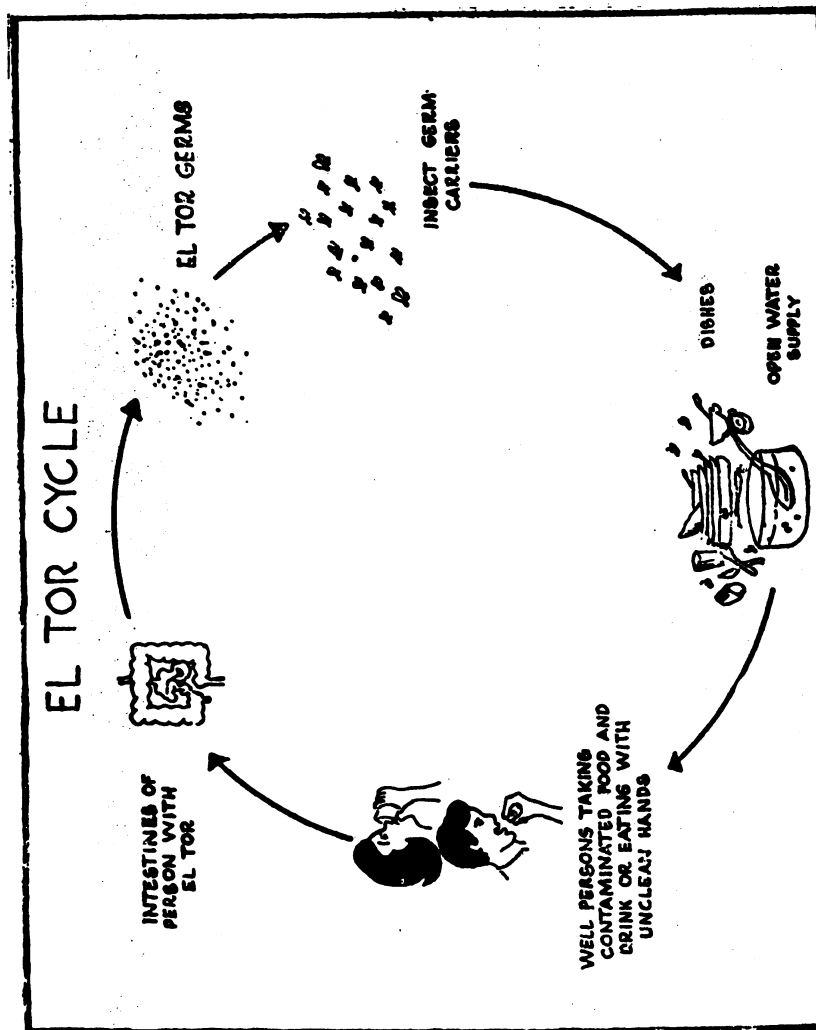 EL TOR CYCLE
INTESTINES OF
PERSON WITH
EL TOR
EL TOR GERMS
INSECT GERM-
CARRIERS
DISHES
OPEN WATER
SUPPLY
WELL PERSONS TAKING
CONTAMINATED FOOD AND
DRINK OR EATING WITH
UNCLEAN HANDS